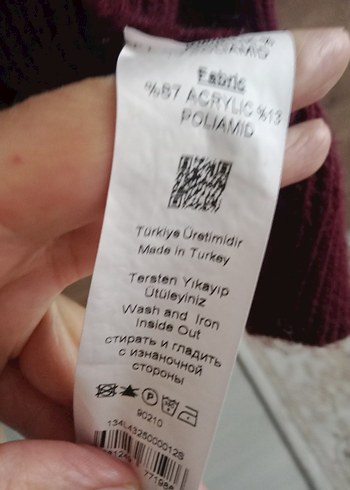 Fabric
%87 ACRYLIC %13
POLIAMID
Türkiye Üretimidir
Made in Turkey
Tersten Yıkayıp
Ütüleyiniz
Wash and Iron
Inside Out
стирать и гладить
с изнаночной
стороны
P
90210